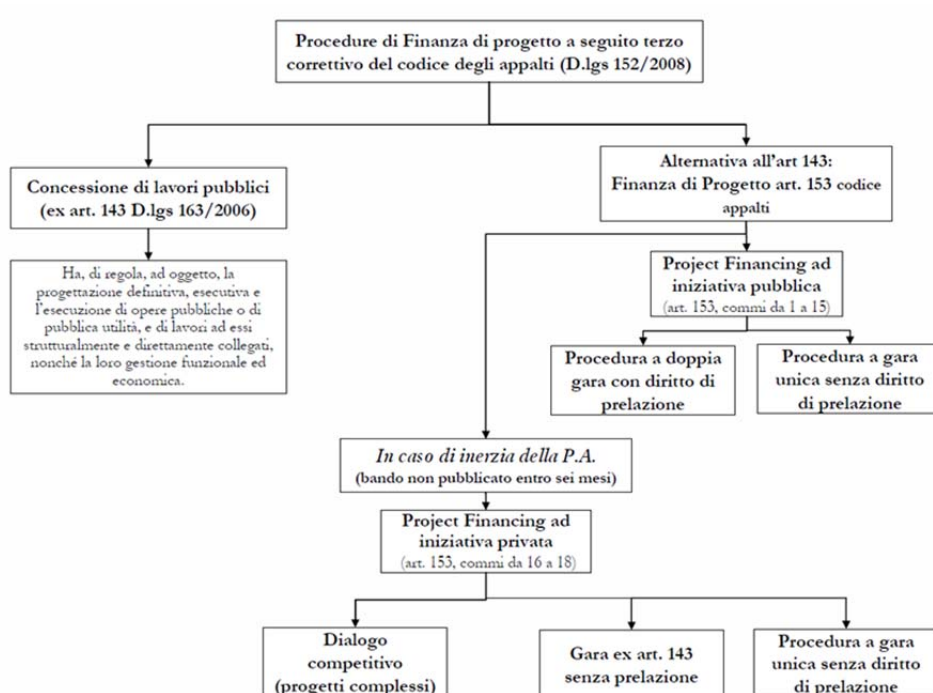 Procedure di Finanza di progetto a seguito terzo
correttivo del codice degli appalti (D.lgs 152/2008)
Concessione di lavori pubblici
(ex art. 143 D.lgs 163/2006)
Ha, di regola, ad oggetto, la
progettazione definitiva, esecutiva e
l'esecuzione di opere pubbliche o di
pubblica utilità, e di lavori ad essi
strutturalmente e direttamente collegati,
nonché la loro gestione funzionale ed
economica.
Alternativa all'art 143:
Finanza di Progetto art. 153 codice
appalti
Project Financing ad
iniziativa pubblica
(art. 153, commi da 1 a 15)
Procedura a doppia
gara con diritto di
prelazione
Procedura a gara
unica senza diritto
di prelazione
In caso di inerzia della P.A.
(bando non pubblicato entro sei mesi)
Project Financing ad
iniziativa privata
(art. 153, commi da 16 a 18)
Dialogo
competitivo
(progetti complessi)
Gara ex art. 143
senza prelazione
Procedura a gara
unica senza diritto
di prelazione